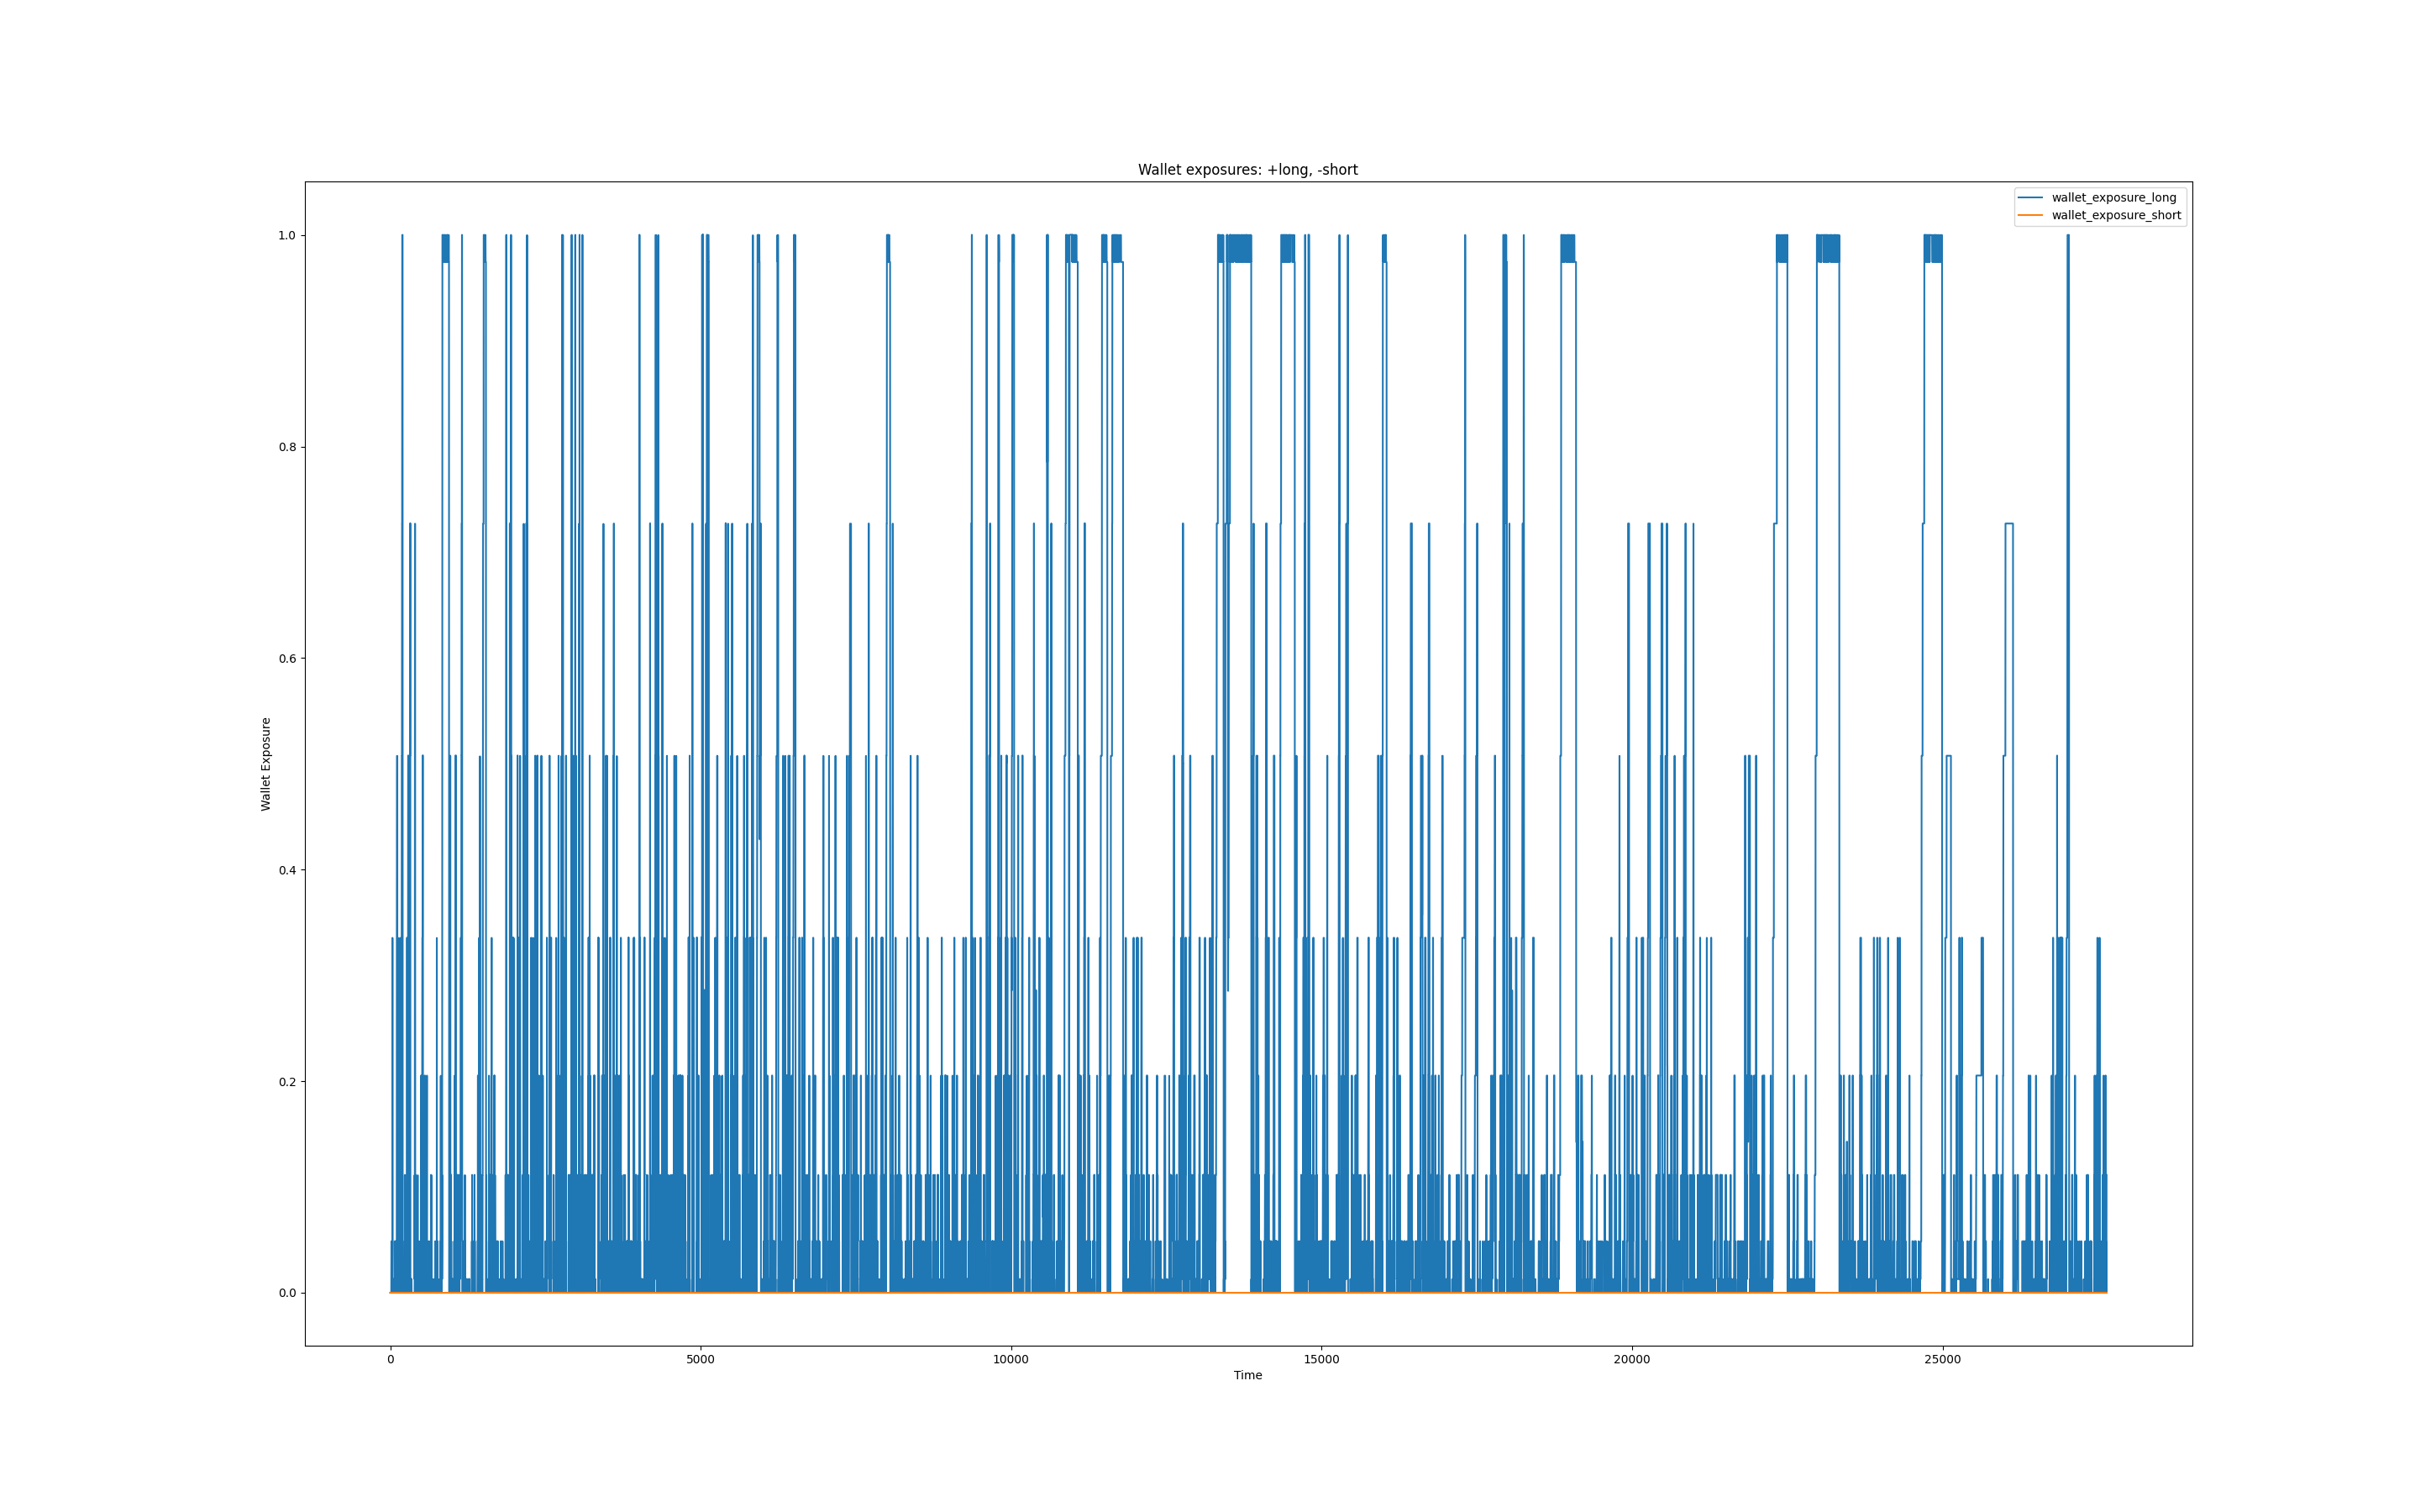 Wallet exposures: +long, -short
wallet_exposure_long
wallet_exposure_short
1.0
0.8
0.6
0.4
0.2
0.0
Wallet Exposure
0
5000
10000
15000
20000
25000
Time